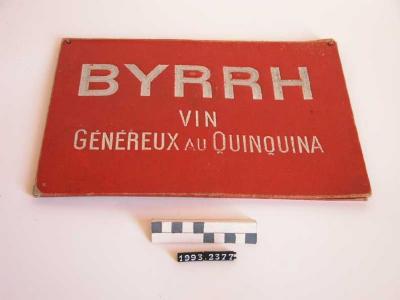 BYRRH
VIN
GÉNÉREUX AU QUINQUINA
1993.2377